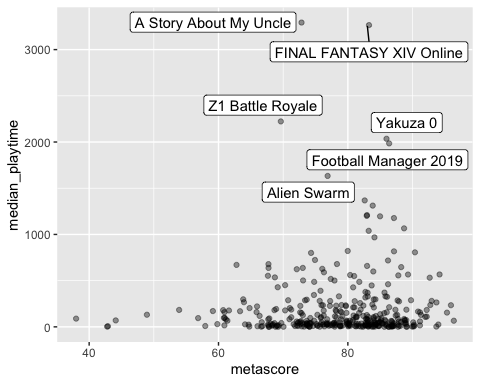 A Story About My Uncle
FINAL FANTASY XIV Online
Z1 Battle Royale
Yakuza 0
Football Manager 2019
Alien Swarm
3000
2000
1000
0
median_playtime
40
60
80
metascore